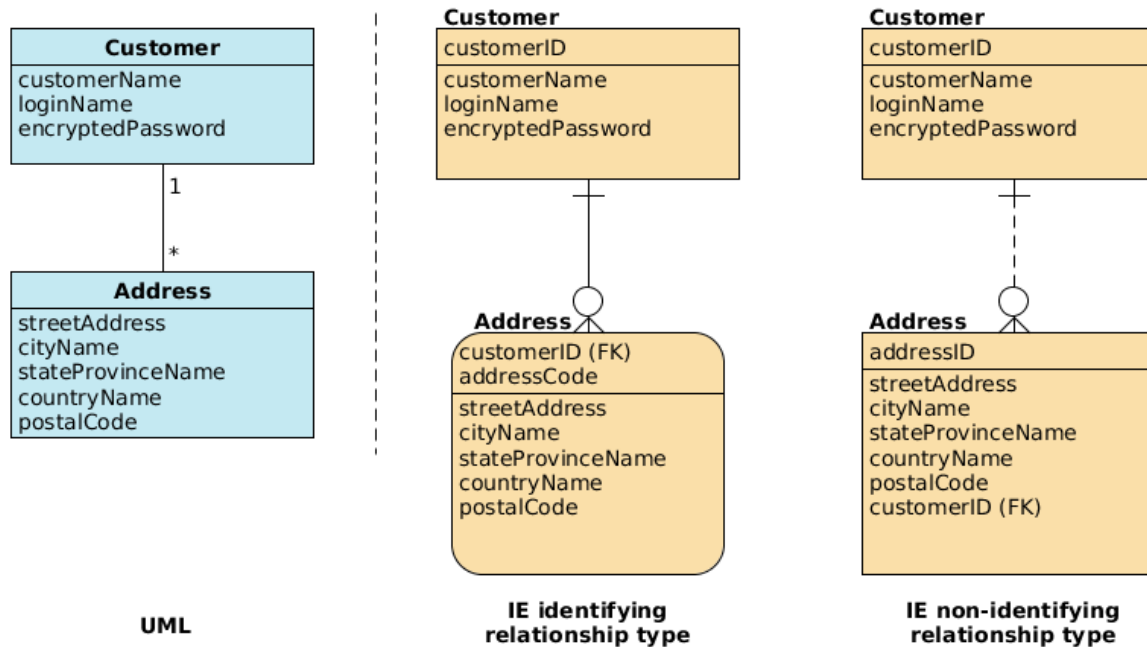 Customer
customerName
loginName
encryptedPassword
1
*
Address
streetAddress
cityName
stateProvinceName
countryName
postalCode
UML
Customer
customerID
customerName
loginName
encryptedPassword
Address
customerID (FK)
addressCode
streetAddress
cityName
stateProvinceName
countryName
postalCode
IE identifying
relationship type
Customer
customerID
customerName
loginName
encryptedPassword
Address
addressID
streetAddress
cityName
stateProvinceName
countryName
postalCode
customerID (FK)
IE non-identifying
relationship type